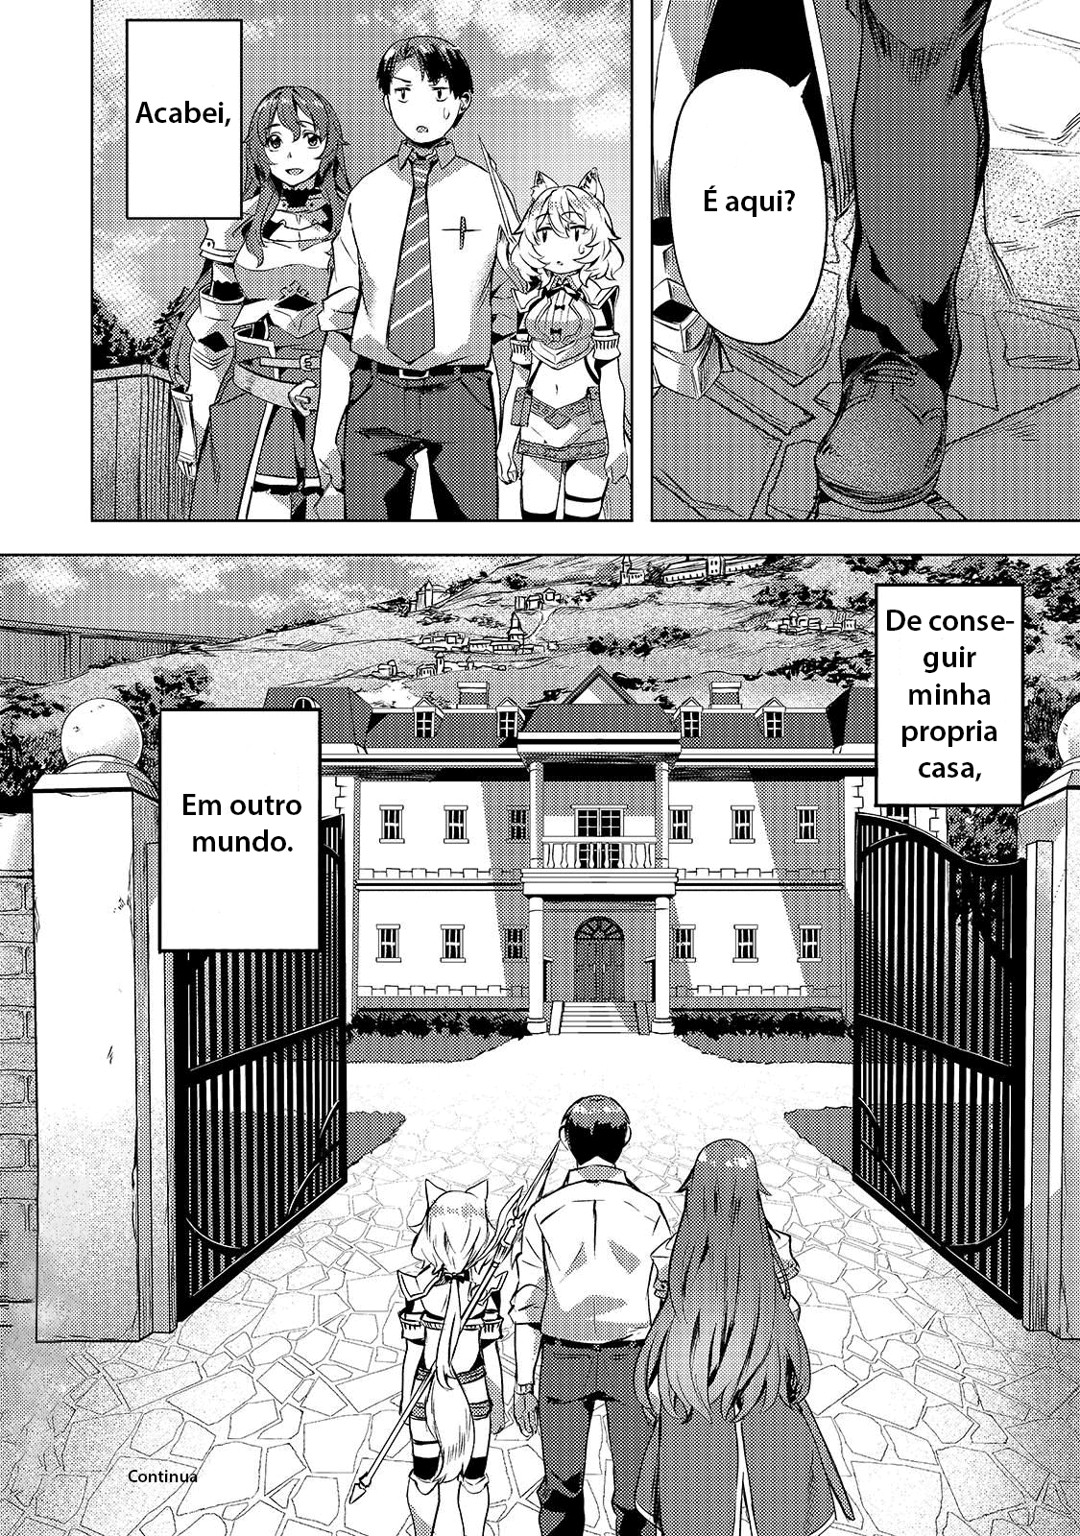 É aqui?
Acabei,
De conse-
guir
minha
propria
casa,
Em outro
mundo.
Continua